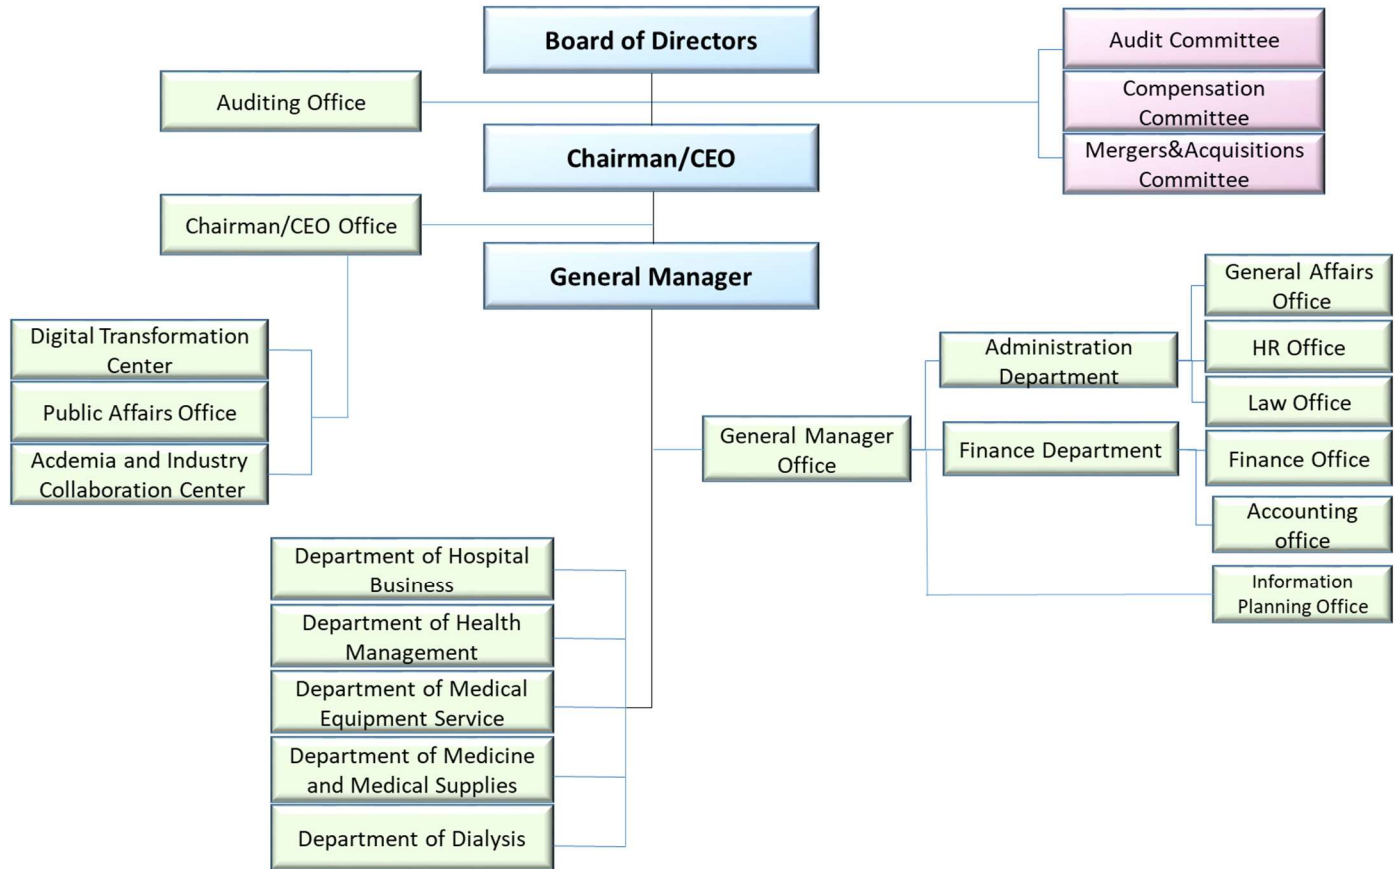 Board of Directors
Audit Committee
Auditing Office
Compensation
Committee
Chairman/CEO
Mergers&Acquisitions
Committee
Chairman/CEO Office
General Manager
General Affairs
Office
Digital Transformation
Center
Administration
Department
HR Office
Public Affairs Office
Law Office
General Manager
Office
Finance Department
Finance Office
Acdemia and Industry
Collaboration Center
Accounting
office
Department of Hospital
Business
Information
Planning Office
Department of Health
Management
Department of Medical
Equipment Service
Department of Medicine
and Medical Supplies
Department of Dialysis